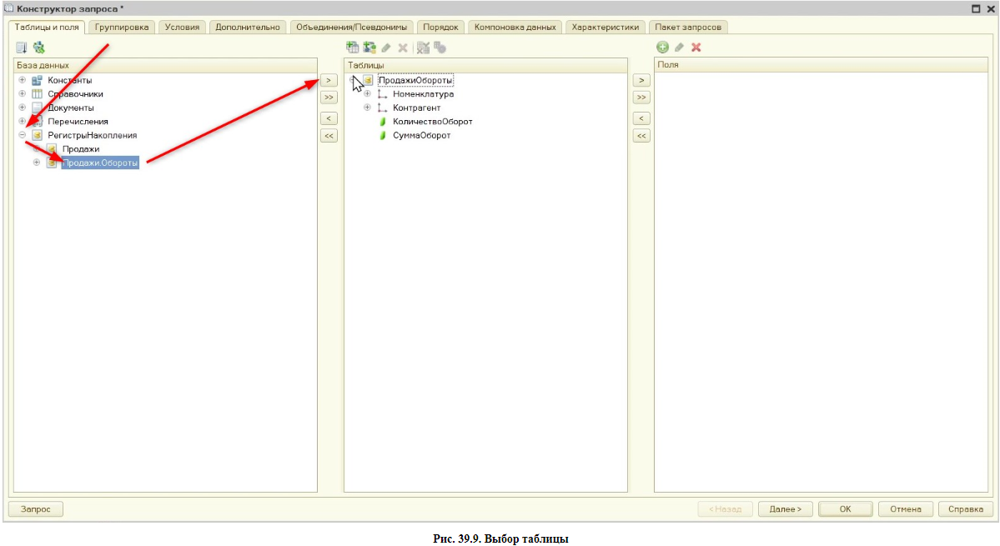 Конструктор запроса *
Таблицы и поля
Группировка
Условия
Дополнительно
Объединения/Псевдонимы
Порядок
Компоновка данных
Характеристики
Пакет запросов
База данных
Константы
Справочники
Документы
Перечисления
РегистрыНакопления
Продажи
Продажи.Обороты
>
>>
<
<<
Таблицы
ПродажиОбороты
Номенклатура
Контрагент
КоличествоОборот
СуммаОборот
>
>>
<
<<
Поля
Запрос
< Назад
Далее >
ОК
Отмена
Справка
Рис. 39.9. Выбор таблицы